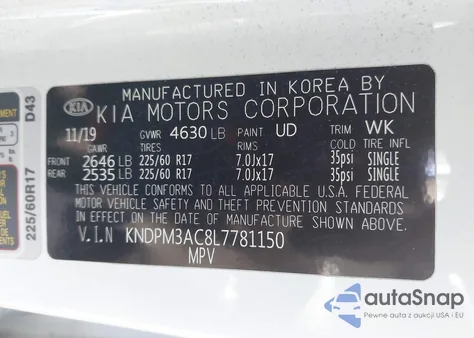 MANUFACTURED IN KOREA BY
KIA KIA MOTORS CORPORATION
11/19 GVWR 4630 LB PAINT UD TRIM WK
GAWR TIRES RIMS COLD TIRE INFL
FRONT 2646 LB 225/60 R17 7.0Jx17 35psi SINGLE
REAR 2535 LB 225/60 R17 7.0Jx17 35psi SINGLE
THIS VEHICLE CONFORMS TO ALL APPLICABLE U.S.A. FEDERAL
MOTOR VEHICLE SAFETY AND THEFT PREVENTION STANDARDS
IN EFFECT ON THE DATE OF MANUFACTURE SHOWN ABOVE.
V.I.N KNDPM3AC8L7781150
MPV
D43
225/60R17
autoSnap
Pewne auta z aukcji USA i EU